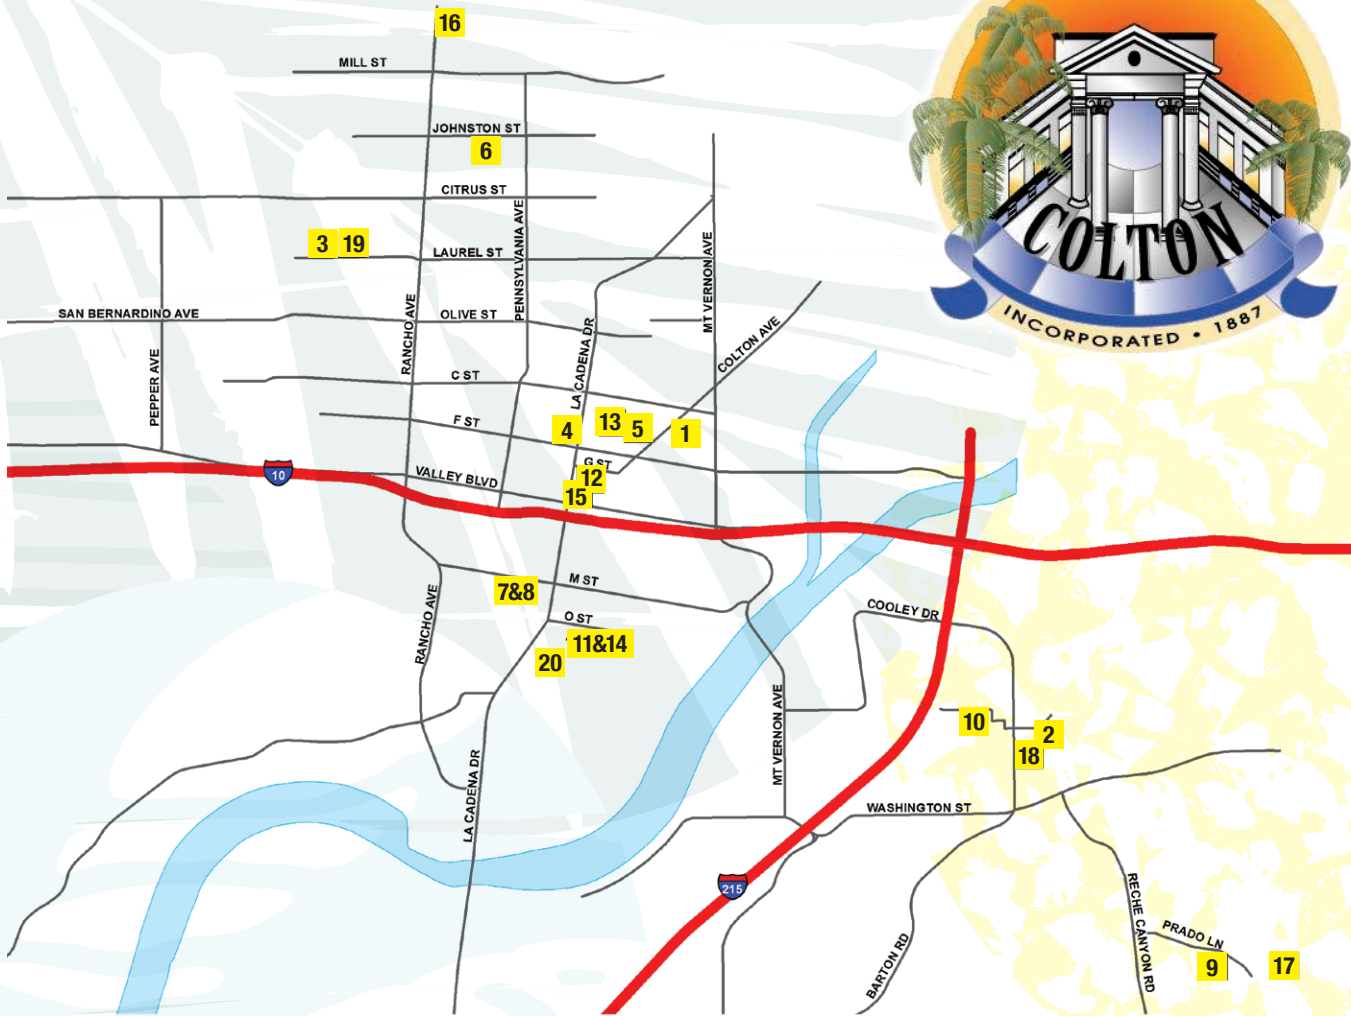 16
MILL ST
JOHNSTON ST
6
CITRUS ST
3 19
LAUREL ST
PENNSYLVANIA AVE
MT VERNON AVE
COLTON
INCORPORATED • 1887
SAN BERNARDINO AVE
OLIVE ST
RANCHO AVE
PEPPER AVE
LA CADENA DR
COLTON AVE
C ST
F ST
4
13
5
1
G ST
10
VALLEY BLVD
12
15
7&8
M ST
RANCHO AVE
O ST
11&14
20
COOLEY DR
MT VERNON AVE
10
2
18
LA CADENA DR
WASHINGTON ST
215
RECHE CANYON RD
PRADO LN
BARTON RD
9
17